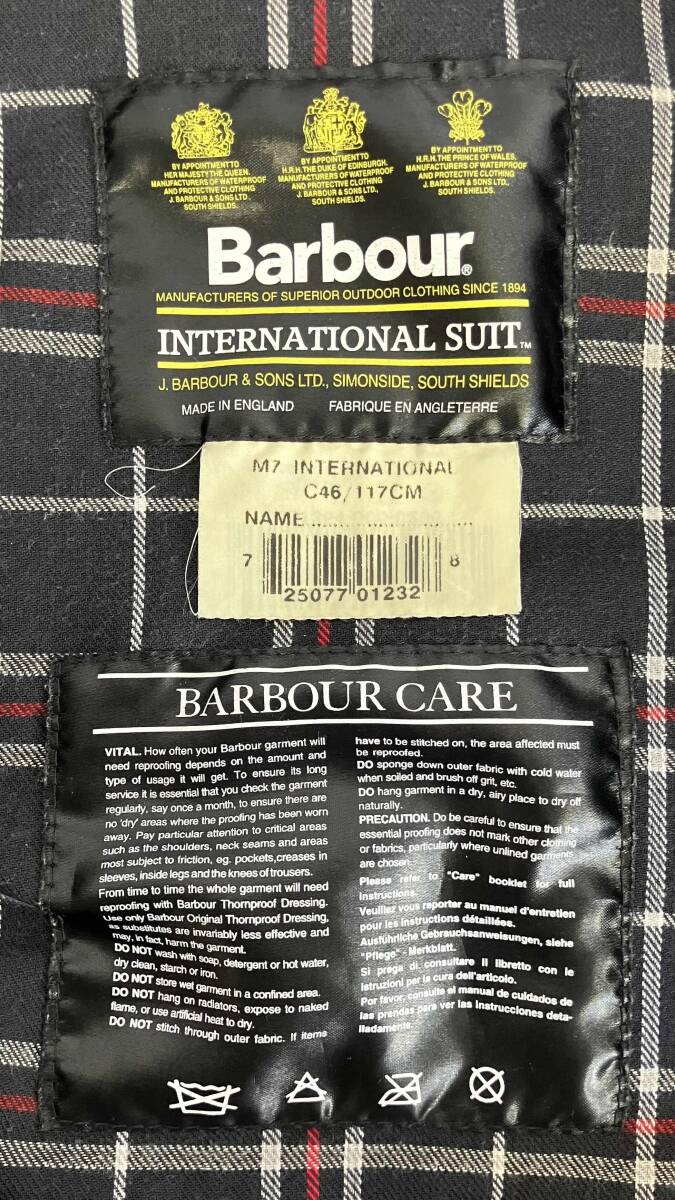 BY APPOINTMENT TO
HER MAJESTY THE QUEEN.
MANUFACTURERS OF WATERPROOF
AND PROTECTIVE CLOTHING
J. BARBOUR & SONS LTD.,
SOUTH SHIELDS.
BY APPOINTMENT TO
H.R.H. THE DUKE OF EDINBURGH.
MANUFACTURERS OF WATERPROOF
AND PROTECTIVE CLOTHING
J. BARBOUR & SONS LTD.,
SOUTH SHIELDS.
BY APPOINTMENT TO
H.R.H. THE PRINCE OF WALES.
MANUFACTURERS OF WATERPROOF
AND PROTECTIVE CLOTHING
J. BARBOUR & SONS LTD.,
SOUTH SHIELDS.
Barbour®
MANUFACTURERS OF SUPERIOR OUTDOOR CLOTHING SINCE 1894
INTERNATIONAL SUIT™
J. BARBOUR & SONS LTD., SIMONSIDE, SOUTH SHIELDS
MADE IN ENGLAND FABRIQUE EN ANGLETERRE
M7 INTERNATIONAL
C46/117CM
NAME
7 25077 01232 8
BARBOUR CARE
VITAL. How often your Barbour garment will
need reproofing depends on the amount and
type of usage it will get. To ensure its long
service it is essential that you check the garment
regularly, say once a month, to ensure there are
no 'dry' areas where the proofing has been worn
away. Pay particular attention to critical areas
such as the shoulders, neck seams and areas
most subject to friction, eg. pockets,creases in
sleeves, inside legs and the knees of trousers.
From time to time the whole garment will need
reproofing with Barbour Thornproof Dressing.
Use only Barbour Original Thornproof Dressing,
as substitutes are invariably less effective and
may, in fact, harm the garment.
DO NOT wash with soap, detergent or hot water,
dry clean, starch or iron.
DO NOT store wet garment in a confined area.
DO NOT hang on radiators, expose to naked
flame, or use artificial heat to dry.
DO NOT stitch through outer fabric. If items
have to be stitched on, the area affected must
be reproofed.
DO sponge down outer fabric with cold water
when soiled and brush off grit, etc.
DO hang garment in a dry, airy place to dry off
naturally.
PRECAUTION. Do be careful to ensure that the
essential proofing does not mark other clothing
or fabrics, particularly where unlined garments
are chosen.
Please refer to "Care" booklet for full
Instructions.
Veuillez vous reporter au manuel d'entretien
pour les instructions détaillées.
Ausführliche Gebrauchsanweisungen, siehe
"Pflege" - Merkblatt.
Si prega di consultare il libretto con le
istruzioni per la cura dell'articolo.
Por favor, consulte el manual de cuidados de
las prendas para ver las instrucciones deta-
lladamente.